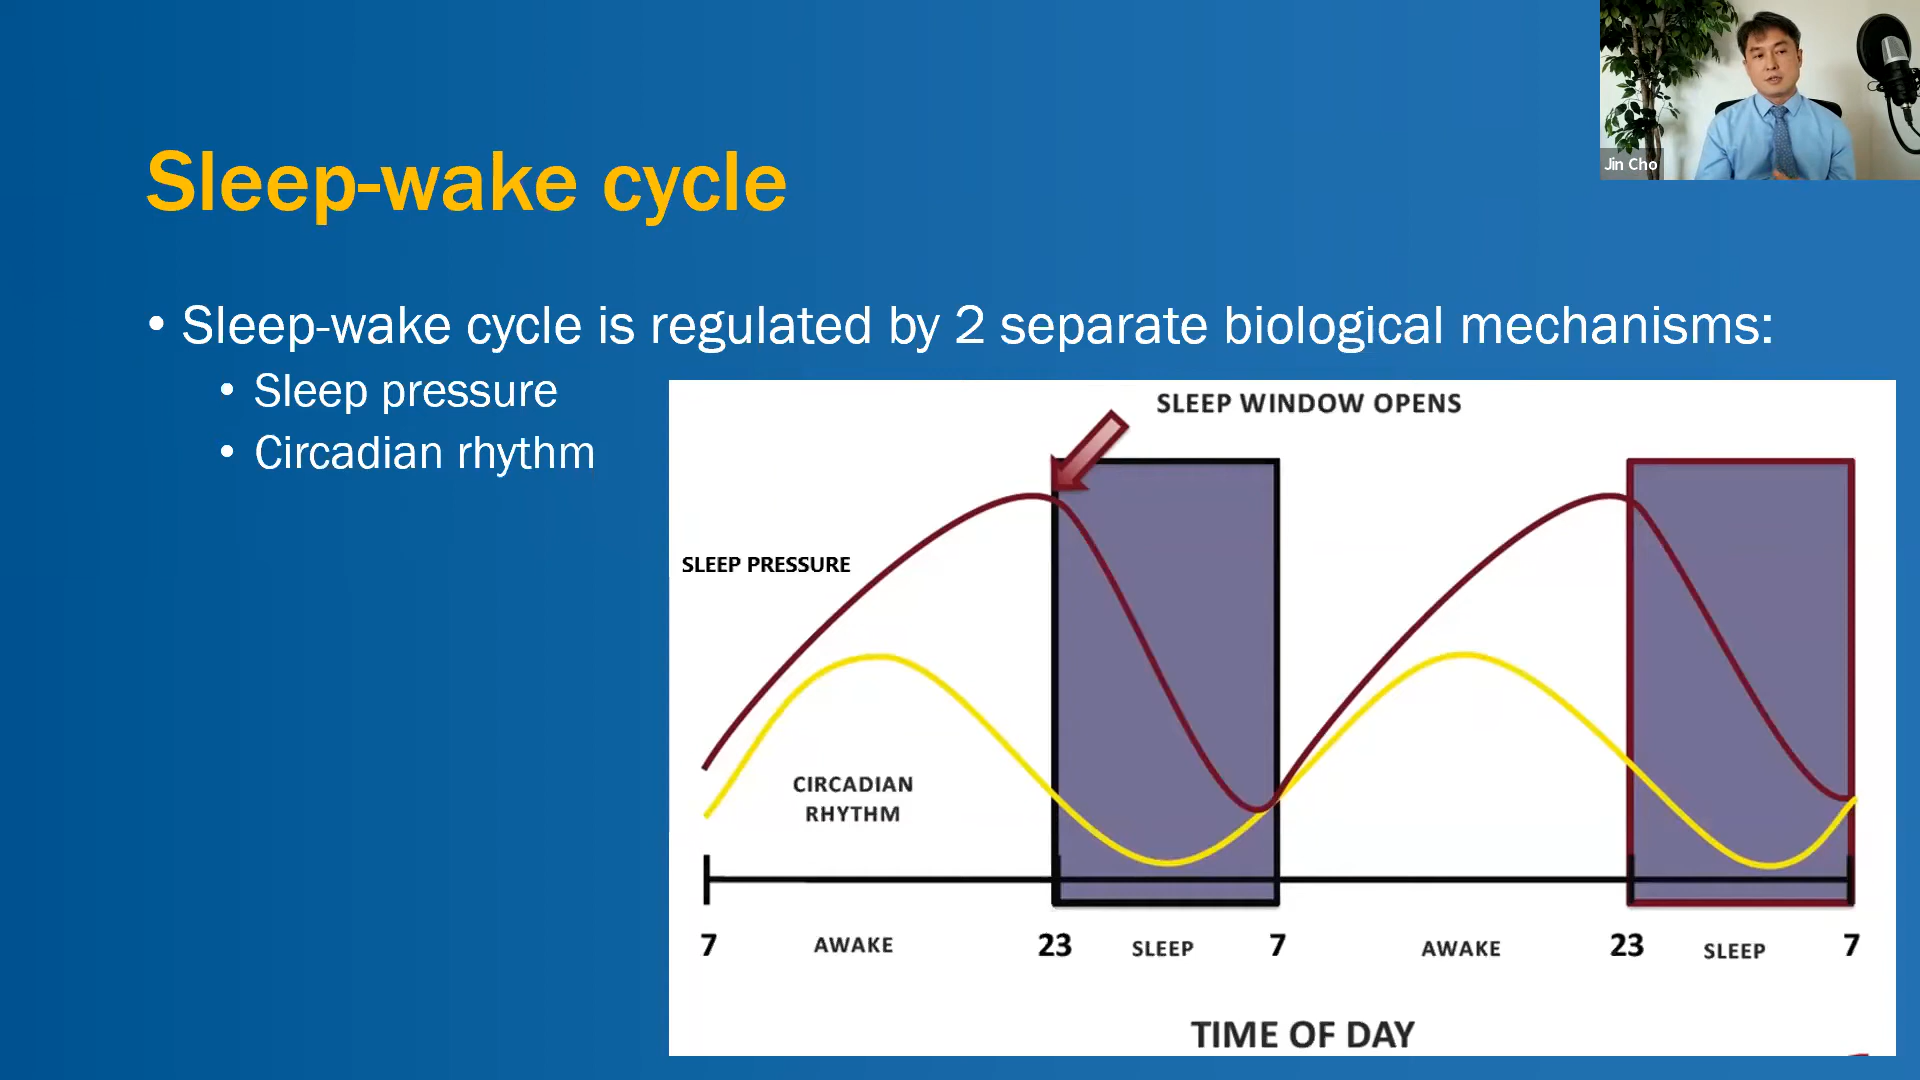 Jin Cho
Sleep-wake cycle
• Sleep-wake cycle is regulated by 2 separate biological mechanisms:
• Sleep pressure
• Circadian rhythm
SLEEP WINDOW OPENS
SLEEP PRESSURE
CIRCADIAN
RHYTHM
7 AWAKE 23 SLEEP 7 AWAKE 23 SLEEP 7
TIME OF DAY